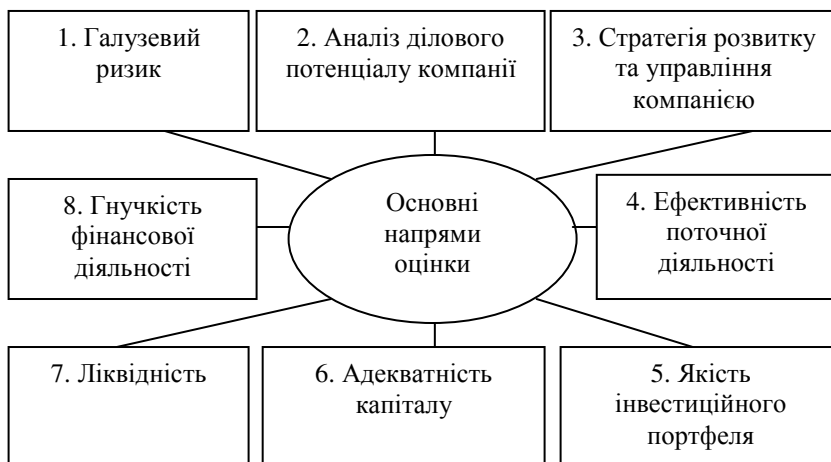 1. Галузевий
ризик
2. Аналіз ділового
потенціалу компанії
3. Стратегія розвитку
та управління
компанією
8. Гнучкість
фінансової
діяльності
Основні
напрями
оцінки
4. Ефективність
поточної
діяльності
7. Ліквідність
6. Адекватність
капіталу
5. Якість
інвестиційного
портфеля